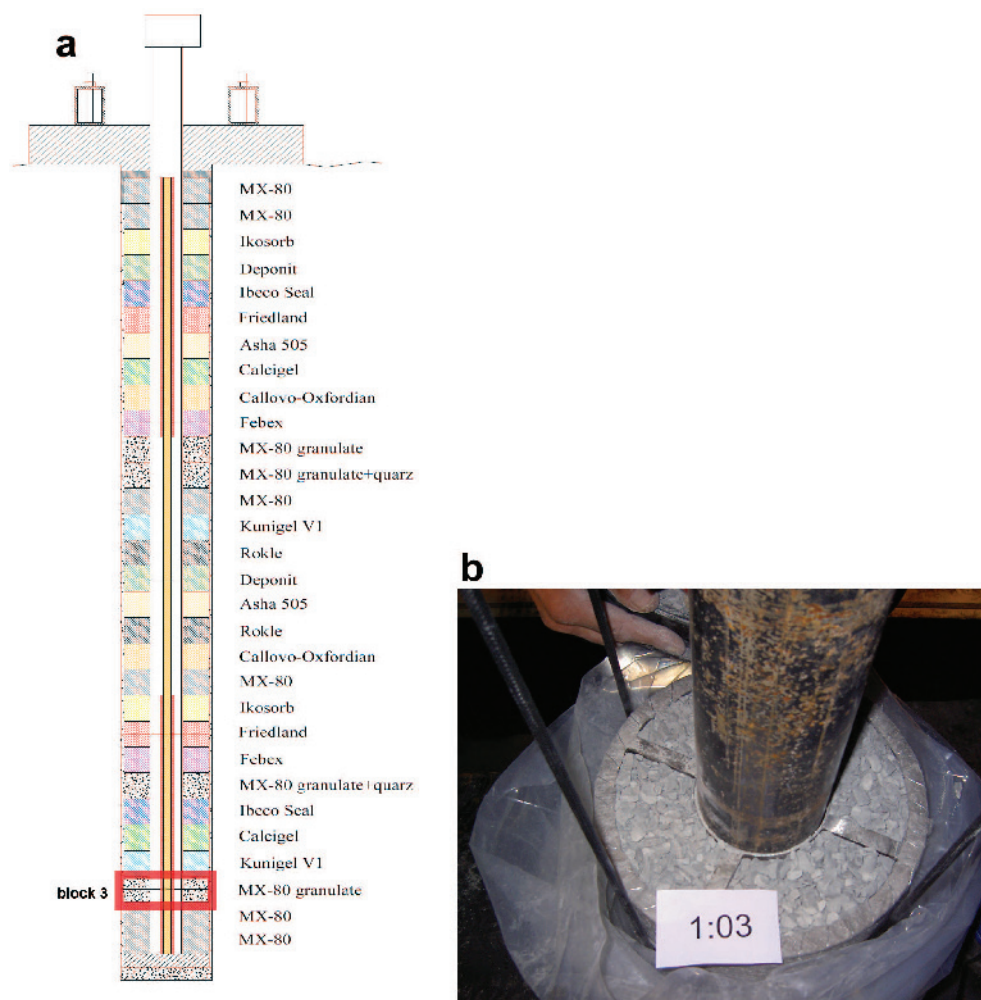 a
MX-80
MX-80
Ikosorb
Deponit
Ibeco Seal
Friedland
Asha 505
Calcigel
Callovo-Oxfordian
Febex
MX-80 granulate
MX-80 granulate+quarz
MX-80
Kunigel V1
Rokle
Deponit
Asha 505
Rokle
Callovo-Oxfordian
MX-80
Ikosorb
Friedland
Febex
MX-80 granulate+quarz
Ibeco Seal
Calcigel
Kunigel V1
block 3
MX-80 granulate
MX-80
MX-80
b
1:03